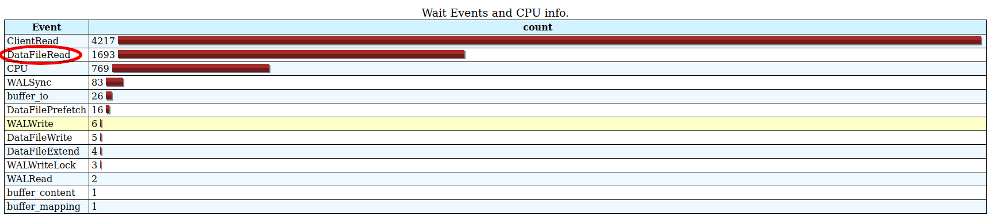 Wait Events and CPU info.
Event count
ClientRead 4217
DataFileRead 1693
CPU 769
WALSync 83
buffer_io 26
DataFilePrefetch 16
WALWrite 6
DataFileWrite 5
DataFileExtend 4
WALWriteLock 3
WALRead 2
buffer_content 1
buffer_mapping 1